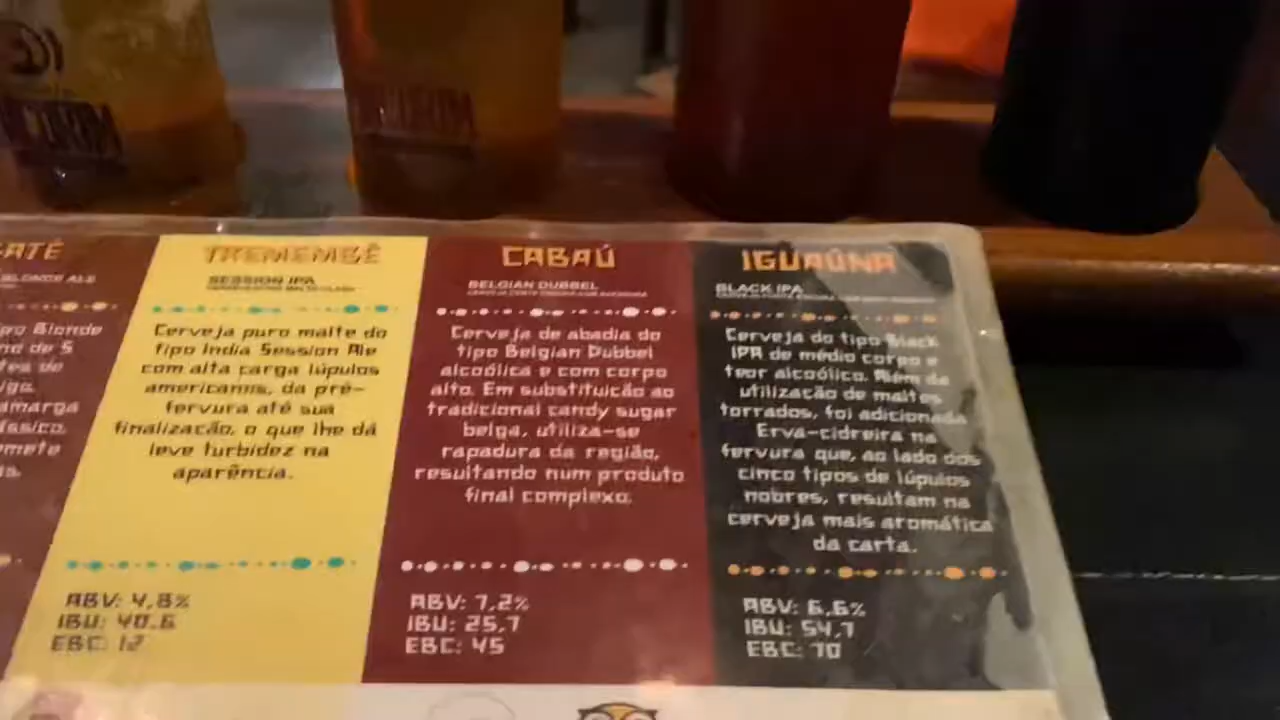 TREMEMBÉ
SESSION IPA
Cerveja puro malte do
tipo India Session Ale
com alta carga lúpulos
americanos, da pré-
fervura até sua
finalização, o que lhe dá
leve turbidez na
aparência.
ABV: 4,8%
IBU: 40.6
EBC: 12
CABAÚ
BELGIAN DUBBEL
Cerveja de abadia do
tipo Belgian Dubbel
alcoólica e com corpo
alto. Em substituição ao
tradicional candy sugar
belga, utiliza-se
rapadura da região,
resultando num produto
final complexo.
ABV: 7,2%
IBU: 25,7
EBC: 45
IGUAÚNA
BLACK IPA
Cerveja do tipo Black
IPA de médio corpo e
teor alcoólico. Além da
utilização de maltes
torrados, foi adicionada
Erva-cidreira na
fervura que, ao lado dos
cinco tipos de lúpulos
nobres, resultam na
cerveja mais aromática
da carta.
ABV: 6,6%
IBU: 54,7
EBC: 70